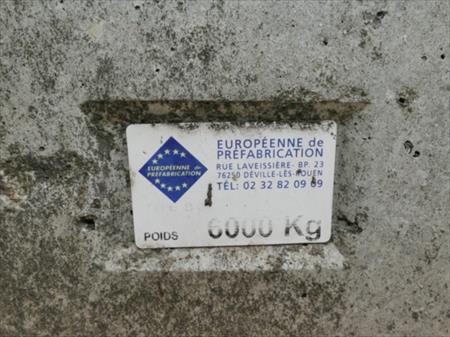 EUROPÉENNE de
PRÉFABRICATION
EUROPÉENNE de
PRÉFABRICATION
RUE LAVEISSIÈRE- BP. 23
76250 DÉVILLE-LÈS-ROUEN
TÉL: 02 32 82 09 89
POIDS 6000 Kg